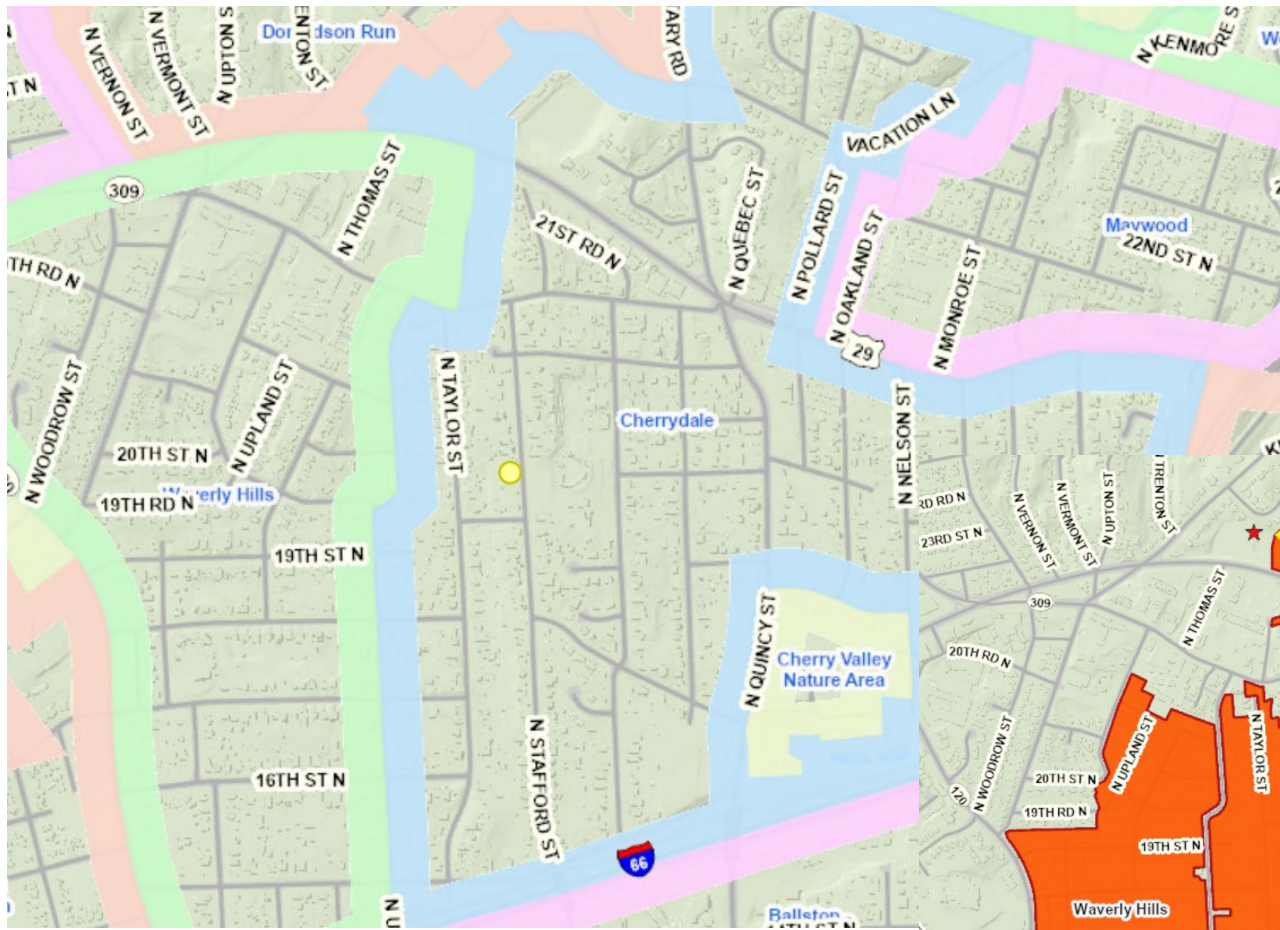 Don dson Run
N VERNON ST
N VERMONT ST
N UPTON S
ENTON ST
ARY RD
N KENMORE S
T N
VACATION LN
309
N THOMAS ST
21ST RD N
N QUEBEC ST
N POLLARD ST
N OAKLAND ST
N MONROE ST
Maywood
22ND ST N
TH RD N
29
N WOODROW ST
N UPLAND ST
N TAYLOR ST
Cherrydale
N NELSON ST
20TH ST N
19TH RD N
Waverly Hills
19TH ST N
N QUINCY ST
Cherry Valley
Nature Area
16TH ST N
N STAFFORD ST
66
N U
Ballston
14TH ST N
RD RD N
23RD ST N
N VERNON ST
N VERMONT ST
N UPTON ST
TRENTON ST
309
N THOMAS ST
20TH RD N
N WOODROW ST
N UPLAND ST
N TAYLOR ST
20TH ST N
120
19TH RD N
19TH ST N
Waverly Hills